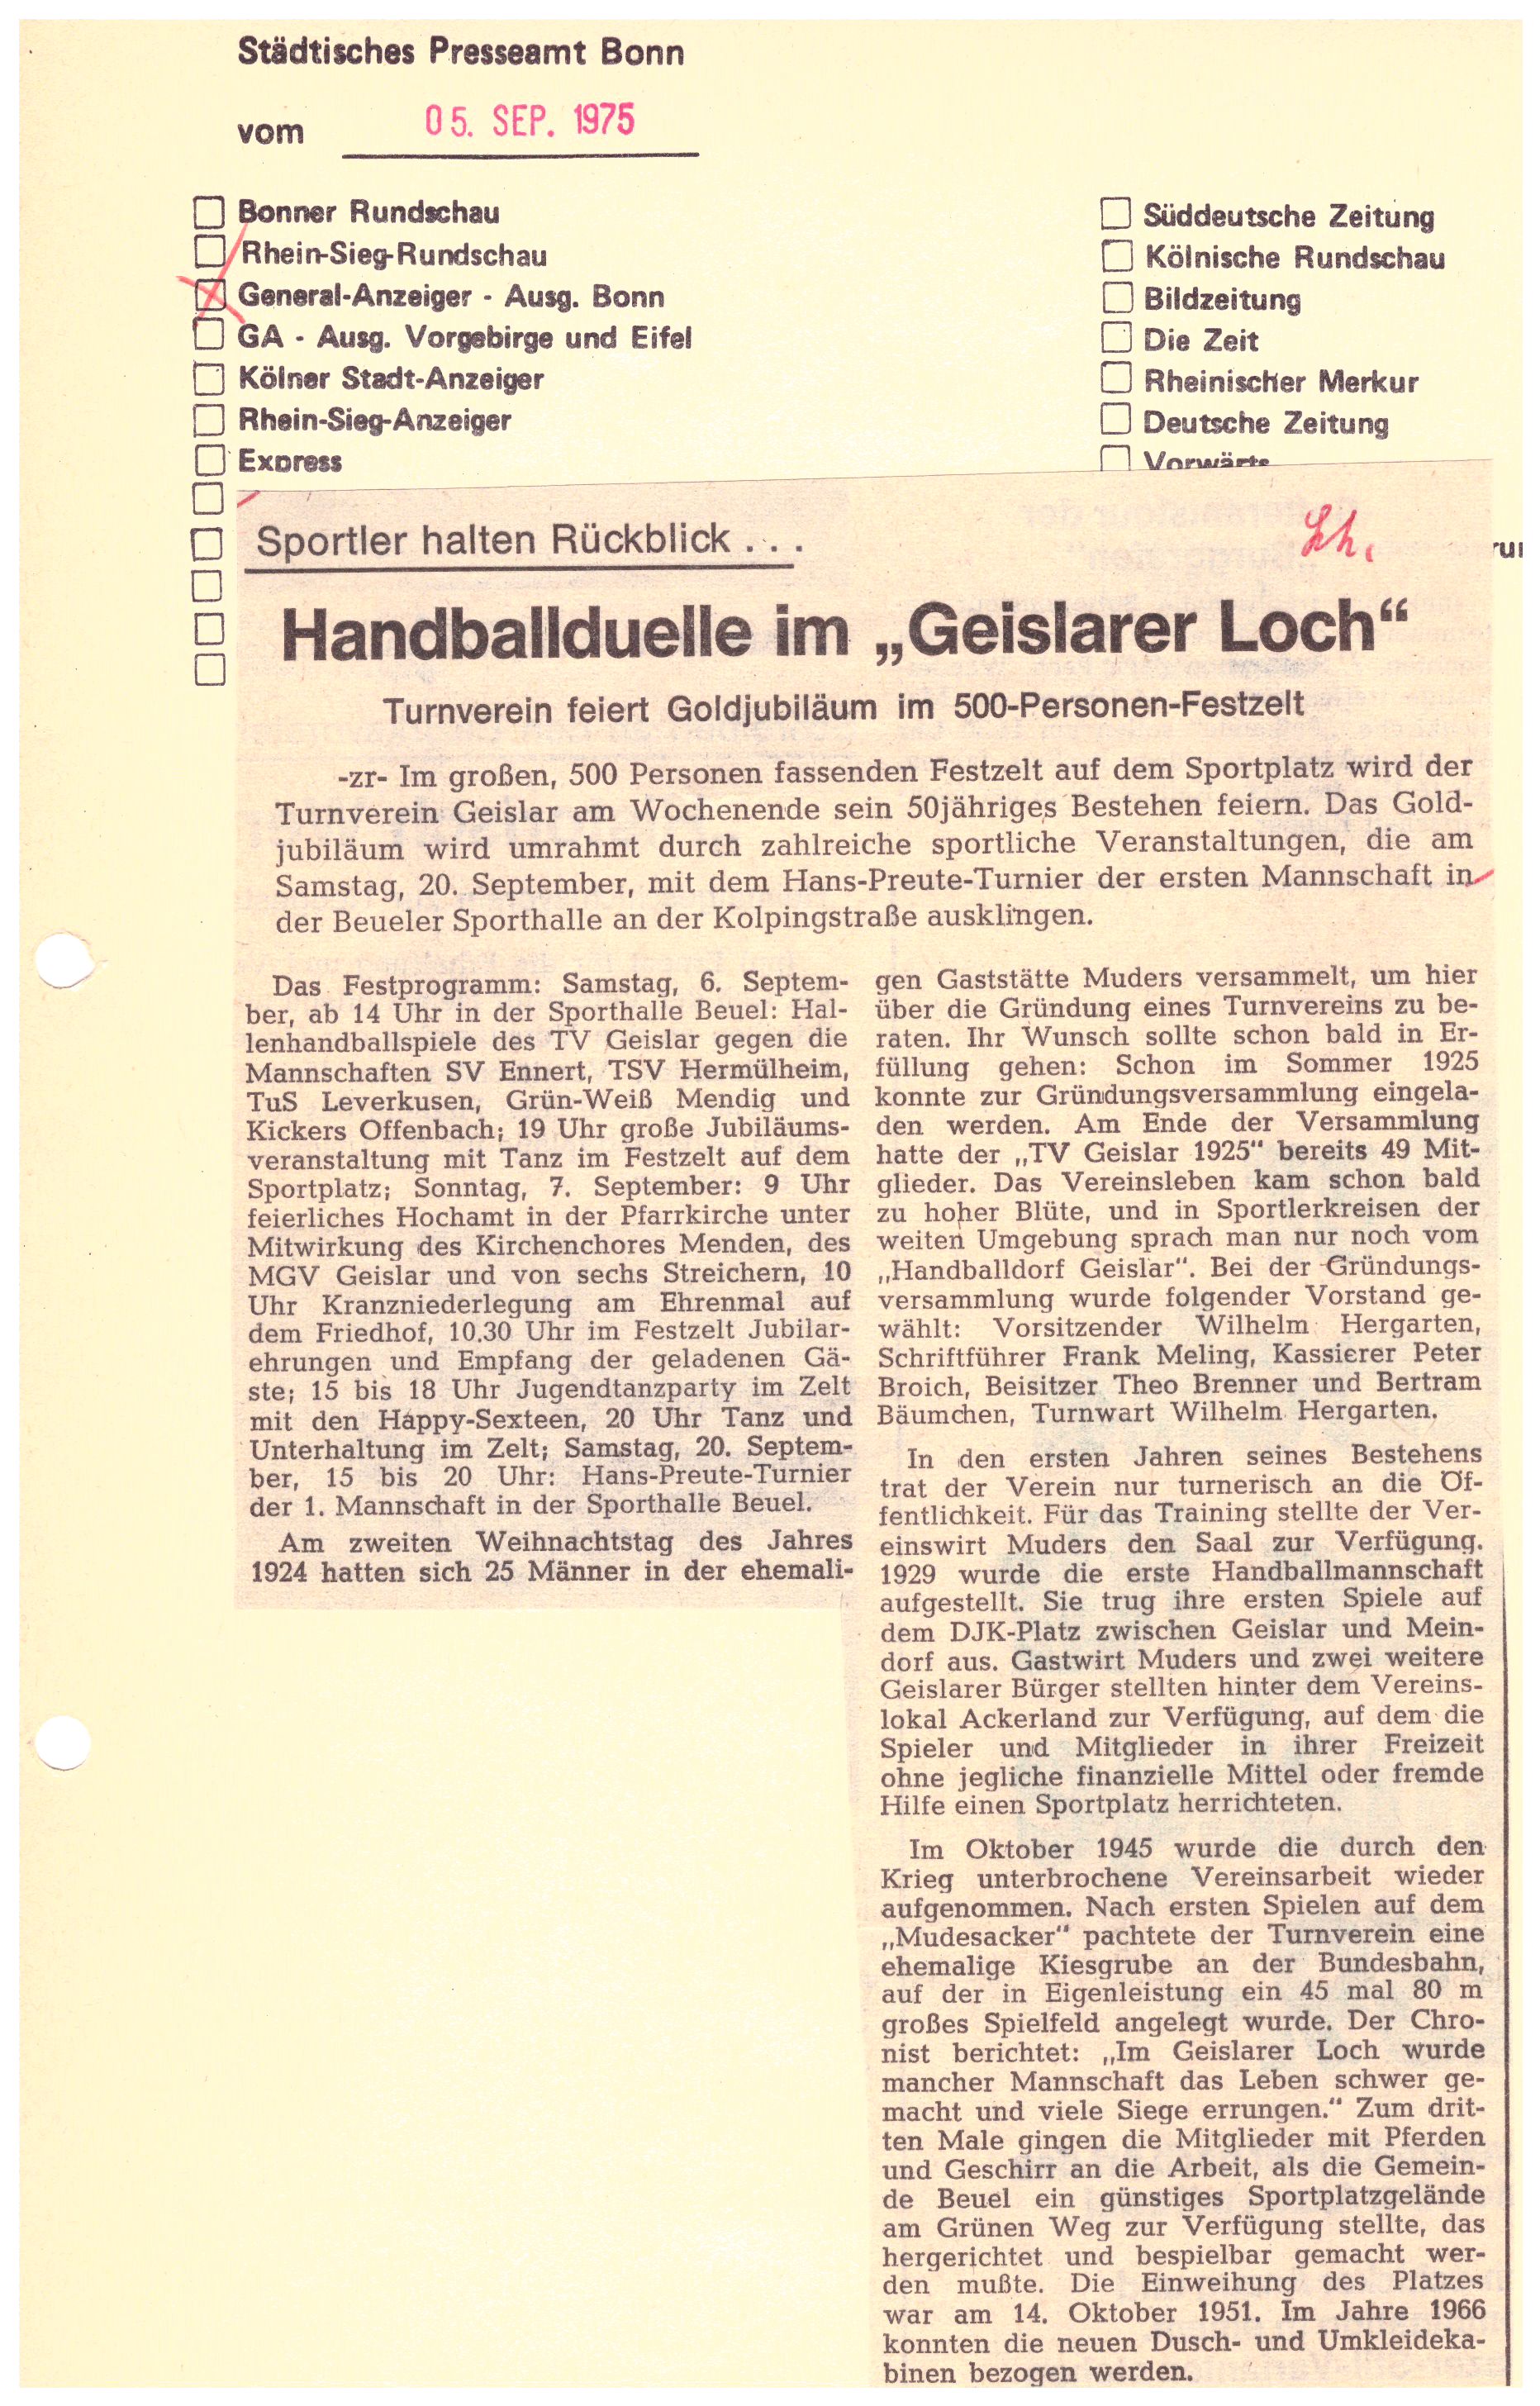 Städtisches Presseamt Bonn
vom 05. SEP. 1975
Bonner Rundschau
Rhein-Sieg-Rundschau
General-Anzeiger - Ausg. Bonn
GA - Ausg. Vorgebirge und Eifel
Kölner Stadt-Anzeiger
Rhein-Sieg-Anzeiger
Express
Süddeutsche Zeitung
Kölnische Rundschau
Bildzeitung
Die Zeit
Rheinischer Merkur
Deutsche Zeitung
Vorwärts
Sportler halten Rückblick . . .
Handballduelle im „Geislarer Loch“
Turnverein feiert Goldjubiläum im 500-Personen-Festzelt
-zr- Im großen, 500 Personen fassenden Festzelt auf dem Sportplatz wird der
Turnverein Geislar am Wochenende sein 50jähriges Bestehen feiern. Das Gold-
jubiläum wird umrahmt durch zahlreiche sportliche Veranstaltungen, die am
Samstag, 20. September, mit dem Hans-Preute-Turnier der ersten Mannschaft in
der Beueler Sporthalle an der Kolpingstraße ausklingen.
Das Festprogramm: Samstag, 6. Septem-
ber, ab 14 Uhr in der Sporthalle Beuel: Hal-
lenhandballspiele des TV Geislar gegen die
Mannschaften SV Ennert, TSV Hermülheim,
TuS Leverkusen, Grün-Weiß Mendig und
Kickers Offenbach; 19 Uhr große Jubiläums-
veranstaltung mit Tanz im Festzelt auf dem
Sportplatz; Sonntag, 7. September: 9 Uhr
feierliches Hochamt in der Pfarrkirche unter
Mitwirkung des Kirchenchores Menden, des
MGV Geislar und von sechs Streichern, 10
Uhr Kranzniederlegung am Ehrenmal auf
dem Friedhof, 10.30 Uhr im Festzelt Jubilar-
ehrungen und Empfang der geladenen Gä-
ste; 15 bis 18 Uhr Jugendtanzparty im Zelt
mit den Happy-Sexteen, 20 Uhr Tanz und
Unterhaltung im Zelt; Samstag, 20. Septem-
ber, 15 bis 20 Uhr: Hans-Preute-Turnier
der 1. Mannschaft in der Sporthalle Beuel.
Am zweiten Weihnachtstag des Jahres
1924 hatten sich 25 Männer in der ehemali-
gen Gaststätte Muders versammelt, um hier
über die Gründung eines Turnvereins zu be-
raten. Ihr Wunsch sollte schon bald in Er-
füllung gehen: Schon im Sommer 1925
konnte zur Gründungsversammlung eingela-
den werden. Am Ende der Versammlung
hatte der „TV Geislar 1925“ bereits 49 Mit-
glieder. Das Vereinsleben kam schon bald
zu hoher Blüte, und in Sportlerkreisen der
weiten Umgebung sprach man nur noch vom
„Handballdorf Geislar“. Bei der Gründungs-
versammlung wurde folgender Vorstand ge-
wählt: Vorsitzender Wilhelm Hergarten,
Schriftführer Frank Meling, Kassierer Peter
Broich, Beisitzer Theo Brenner und Bertram
Bäumchen, Turnwart Wilhelm Hergarten.
In den ersten Jahren seines Bestehens
trat der Verein nur turnerisch an die Öf-
fentlichkeit. Für das Training stellte der Ver-
einswirt Muders den Saal zur Verfügung.
1929 wurde die erste Handballmannschaft
aufgestellt. Sie trug ihre ersten Spiele auf
dem DJK-Platz zwischen Geislar und Mein-
dorf aus. Gastwirt Muders und zwei weitere
Geislarer Bürger stellten hinter dem Vereins-
lokal Ackerland zur Verfügung, auf dem die
Spieler und Mitglieder in ihrer Freizeit
ohne jegliche finanzielle Mittel oder fremde
Hilfe einen Sportplatz herrichteten.
Im Oktober 1945 wurde die durch den
Krieg unterbrochene Vereinsarbeit wieder
aufgenommen. Nach ersten Spielen auf dem
„Mudesacker“ pachtete der Turnverein eine
ehemalige Kiesgrube an der Bundesbahn,
auf der in Eigenleistung ein 45 mal 80 m
großes Spielfeld angelegt wurde. Der Chro-
nist berichtet: „Im Geislarer Loch wurde
mancher Mannschaft das Leben schwer ge-
macht und viele Siege errungen.“ Zum drit-
ten Male gingen die Mitglieder mit Pferden
und Geschirr an die Arbeit, als die Gemein-
de Beuel ein günstiges Sportplatzgelände
am Grünen Weg zur Verfügung stellte, das
hergerichtet und bespielbar gemacht wer-
den mußte. Die Einweihung des Platzes
war am 14. Oktober 1951. Im Jahre 1966
konnten die neuen Dusch- und Umkleideka-
binen bezogen werden.